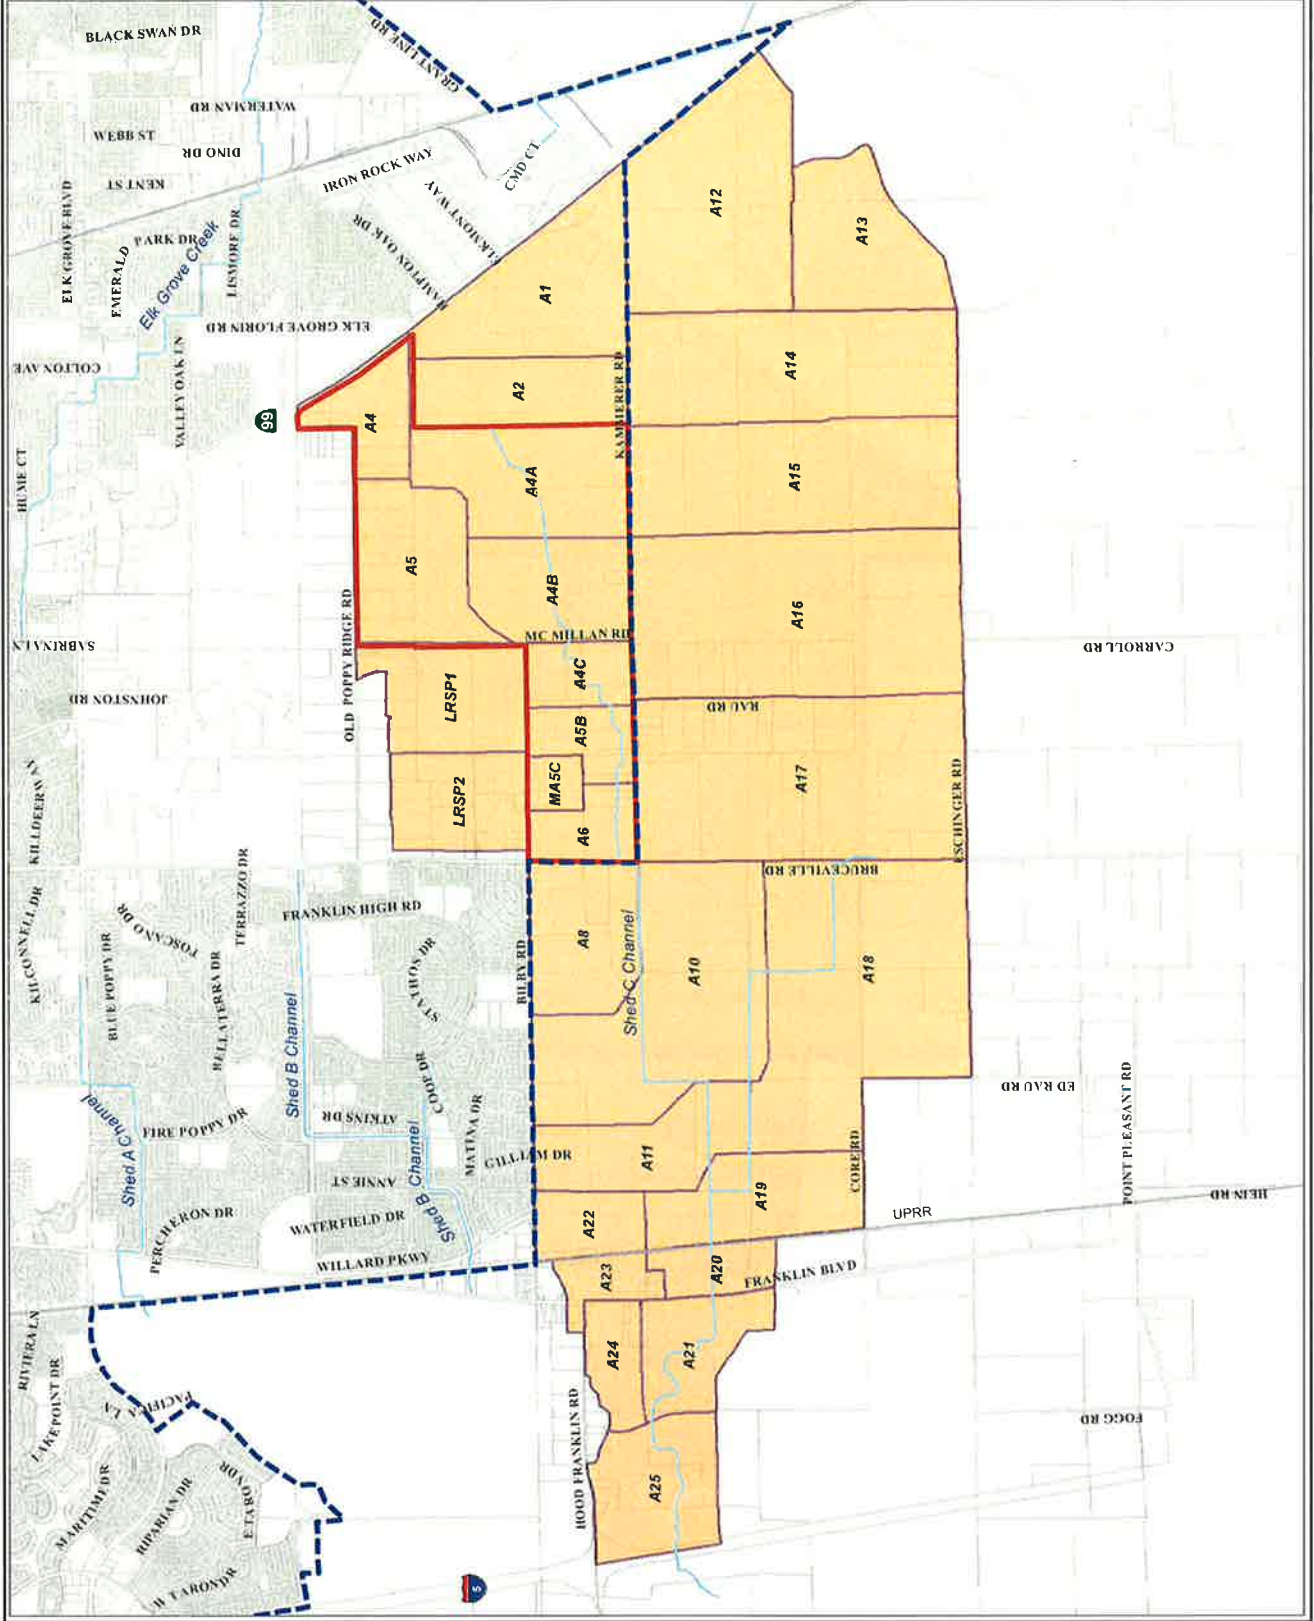 BLACK SWAN DR
GRANT LINE RD
WATERMAN RD
WEBB ST
DINO DR
KENT ST
IRON ROCK WAY
CMD CT
ELK GROVE BLVD
EMERALD
PARK DR
Elk Grove Creek
LISMORE DR
HAMPTON OAK DR
ELKMONT WAY
ELK GROVE FLORIN RD
COLTON AVE
VALLEY OAK LN
99
HUME CT
SABRINA LN
JOHNSTON RD
OLD POPPY RIDGE RD
A12
A13
A1
A2
A4
KAMMERER RD
A14
A4A
A15
A5
A4B
A16
MC MILLAN RD
CARROLL RD
LRSP1
A4C
RAU RD
A5B
LRSP2
MA5C
A6
A17
ESCHINGER RD
BRUCEVILLE RD
KILLDEER WAY
KILCONNELL DR
TERRAZZO DR
TOSCANO DR
BLUE POPPY DR
BELLATERRA DR
FRANKLIN HIGH RD
STATHOS DR
BILBY RD
A8
Shed C Channel
A10
A18
Shed B Channel
COOP DR
ATKINS DR
MATINA DR
ED RAU RD
POINT PLEASANT RD
Shed A Channel
FIRE POPPY DR
ANNIE ST
Shed B Channel
GILLIAM DR
A11
CORE RD
PERCHERON DR
WATERFIELD DR
WILLARD PKWY
A22
A19
UPRR
HEIN RD
A23
A20
FRANKLIN BLVD
RIVIERA LN
LAKEPOINT DR
PACIFICA LA
A24
A21
HOOD FRANKLIN RD
FOGG RD
MARITIME DR
RIPARIAN DR
E TARON DR
W TARON DR
A25
5